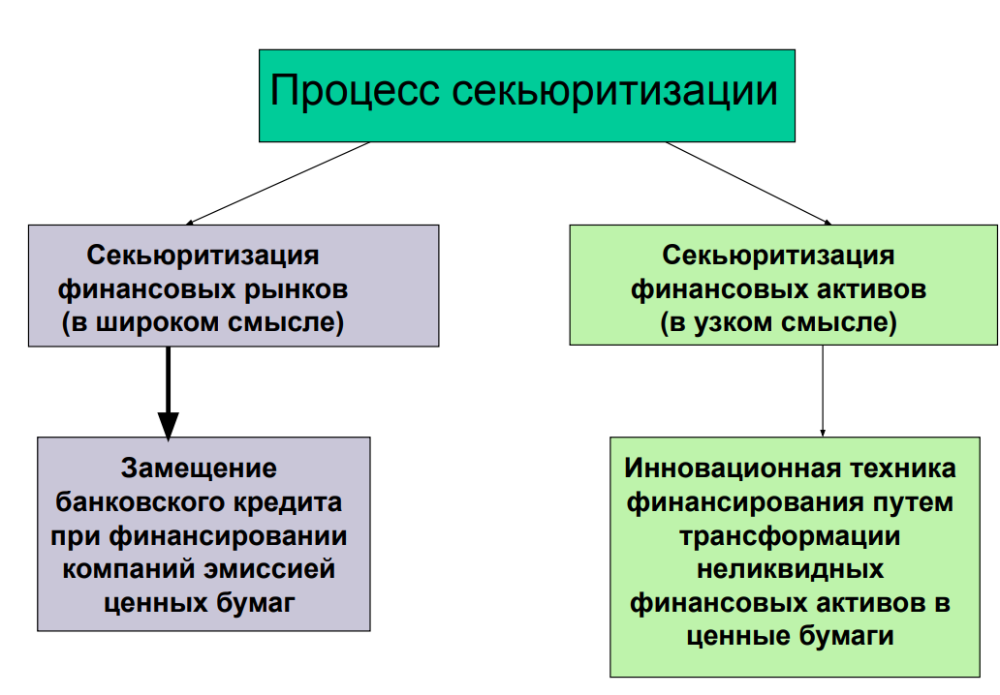 Процесс секьюритизации
Секьюритизация
финансовых рынков
(в широком смысле)
Секьюритизация
финансовых активов
(в узком смысле)
Замещение
банковского кредита
при финансировании
компаний эмиссией
ценных бумаг
Инновационная техника
финансирования путем
трансформации
неликвидных
финансовых активов в
ценные бумаги